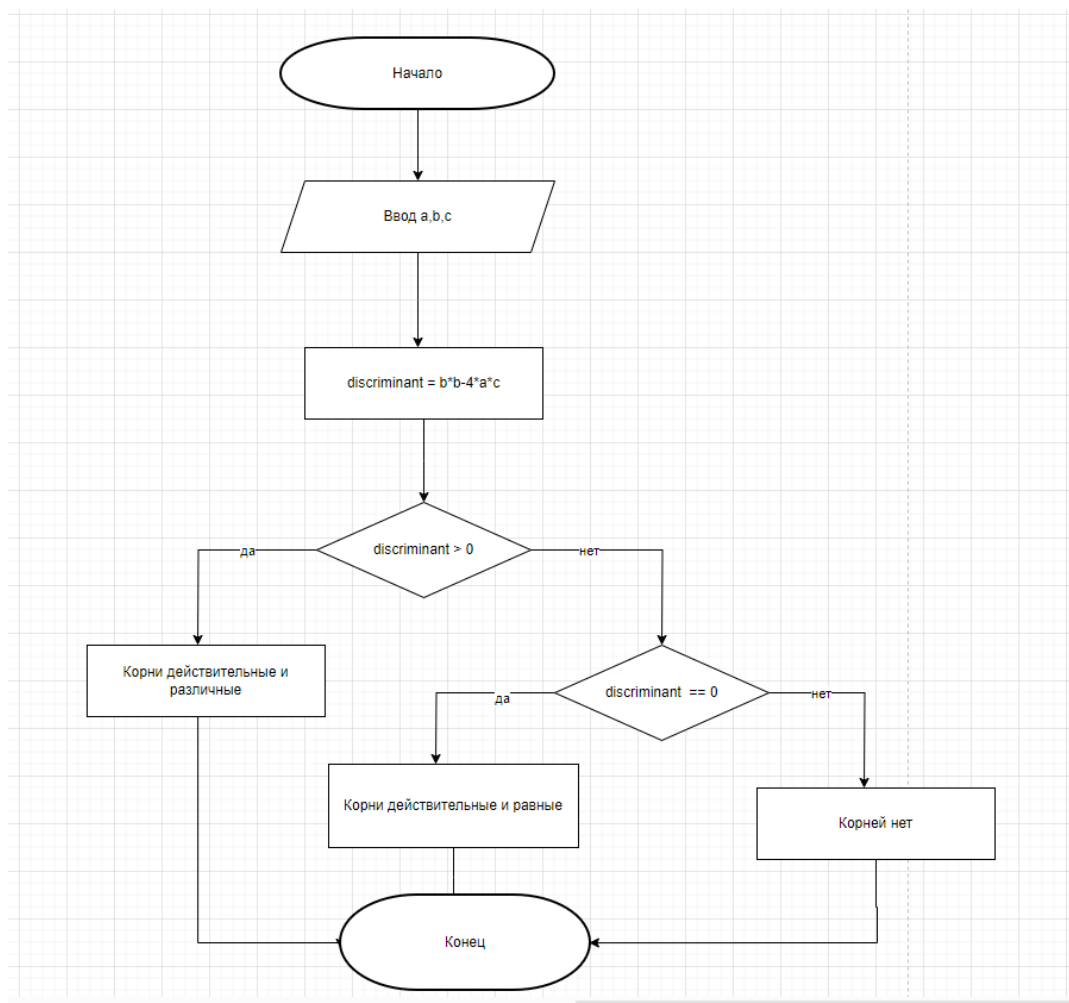 Начало
Ввод a,b,c
discriminant = b*b-4*a*c
discriminant > 0
да
нет
Корни действительные и
различные
discriminant == 0
да
нет
Корни действительные и равные
Корней нет
Конец